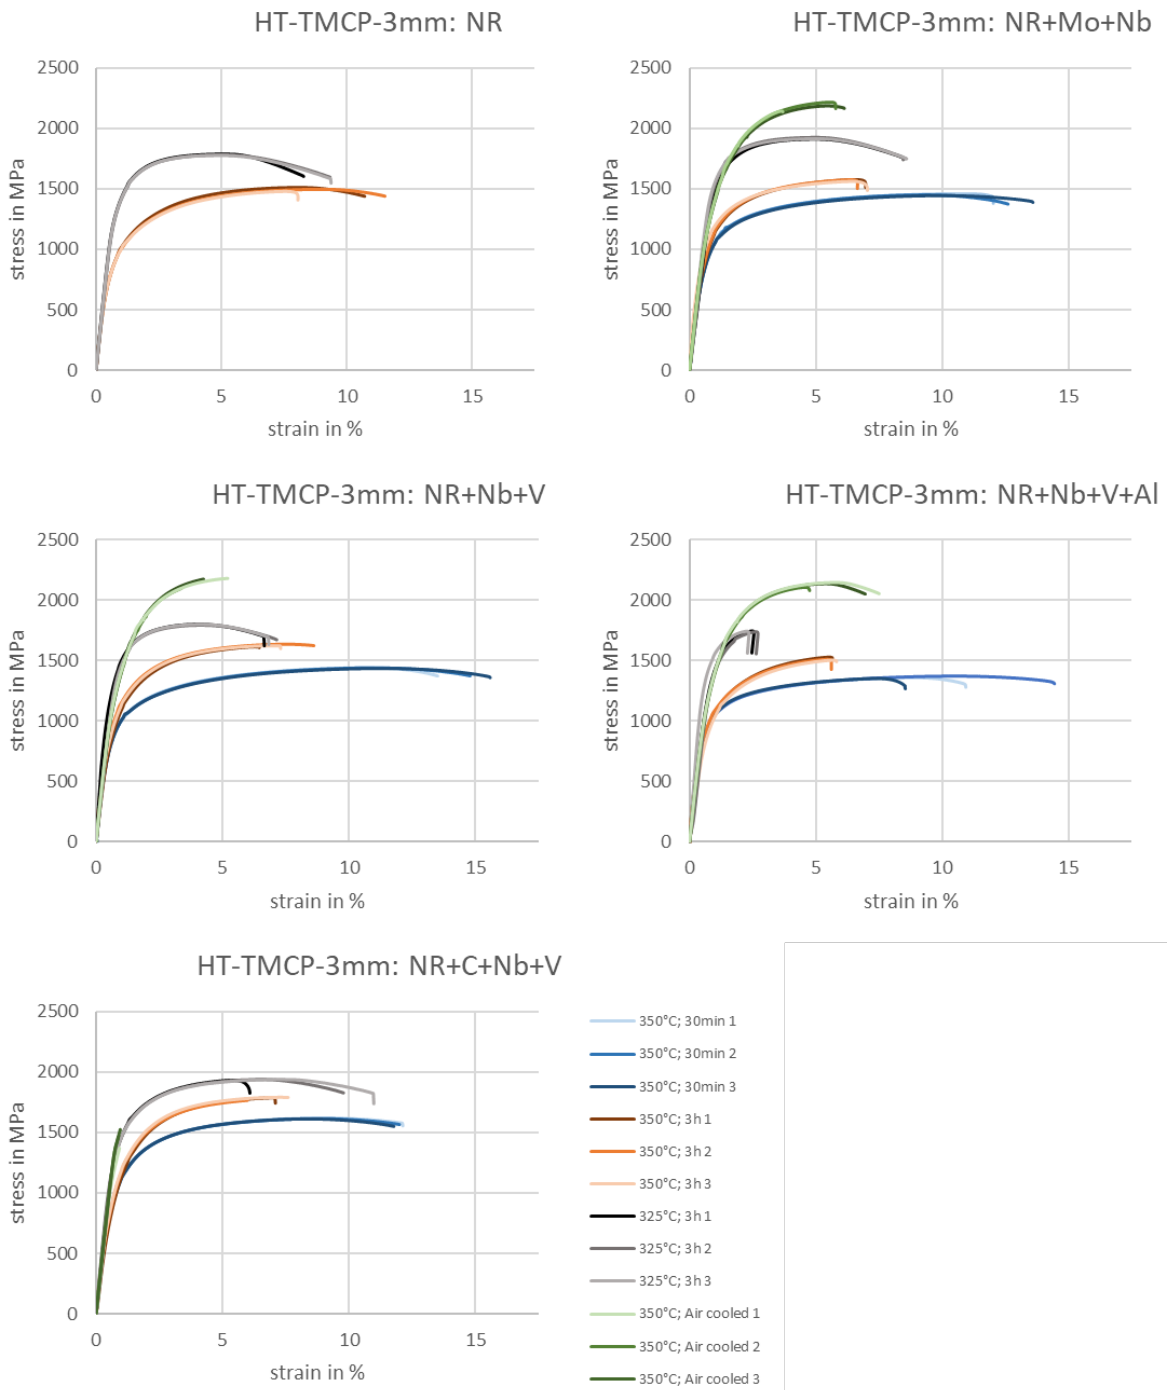 HT-TMCP-3mm: NR
2500
2000
1500
1000
500
0
stress in MPa
0 5 10 15
strain in %
HT-TMCP-3mm: NR+Mo+Nb
2500
2000
1500
1000
500
0
stress in MPa
0 5 10 15
strain in %
HT-TMCP-3mm: NR+Nb+V
2500
2000
1500
1000
500
0
stress in MPa
0 5 10 15
strain in %
HT-TMCP-3mm: NR+Nb+V+Al
2500
2000
1500
1000
500
0
stress in MPa
0 5 10 15
strain in %
HT-TMCP-3mm: NR+C+Nb+V
2500
2000
1500
1000
500
0
stress in MPa
0 5 10 15
strain in %
350°C; 30min 1
350°C; 30min 2
350°C; 30min 3
350°C; 3h 1
350°C; 3h 2
350°C; 3h 3
325°C; 3h 1
325°C; 3h 2
325°C; 3h 3
350°C; Air cooled 1
350°C; Air cooled 2
350°C; Air cooled 3